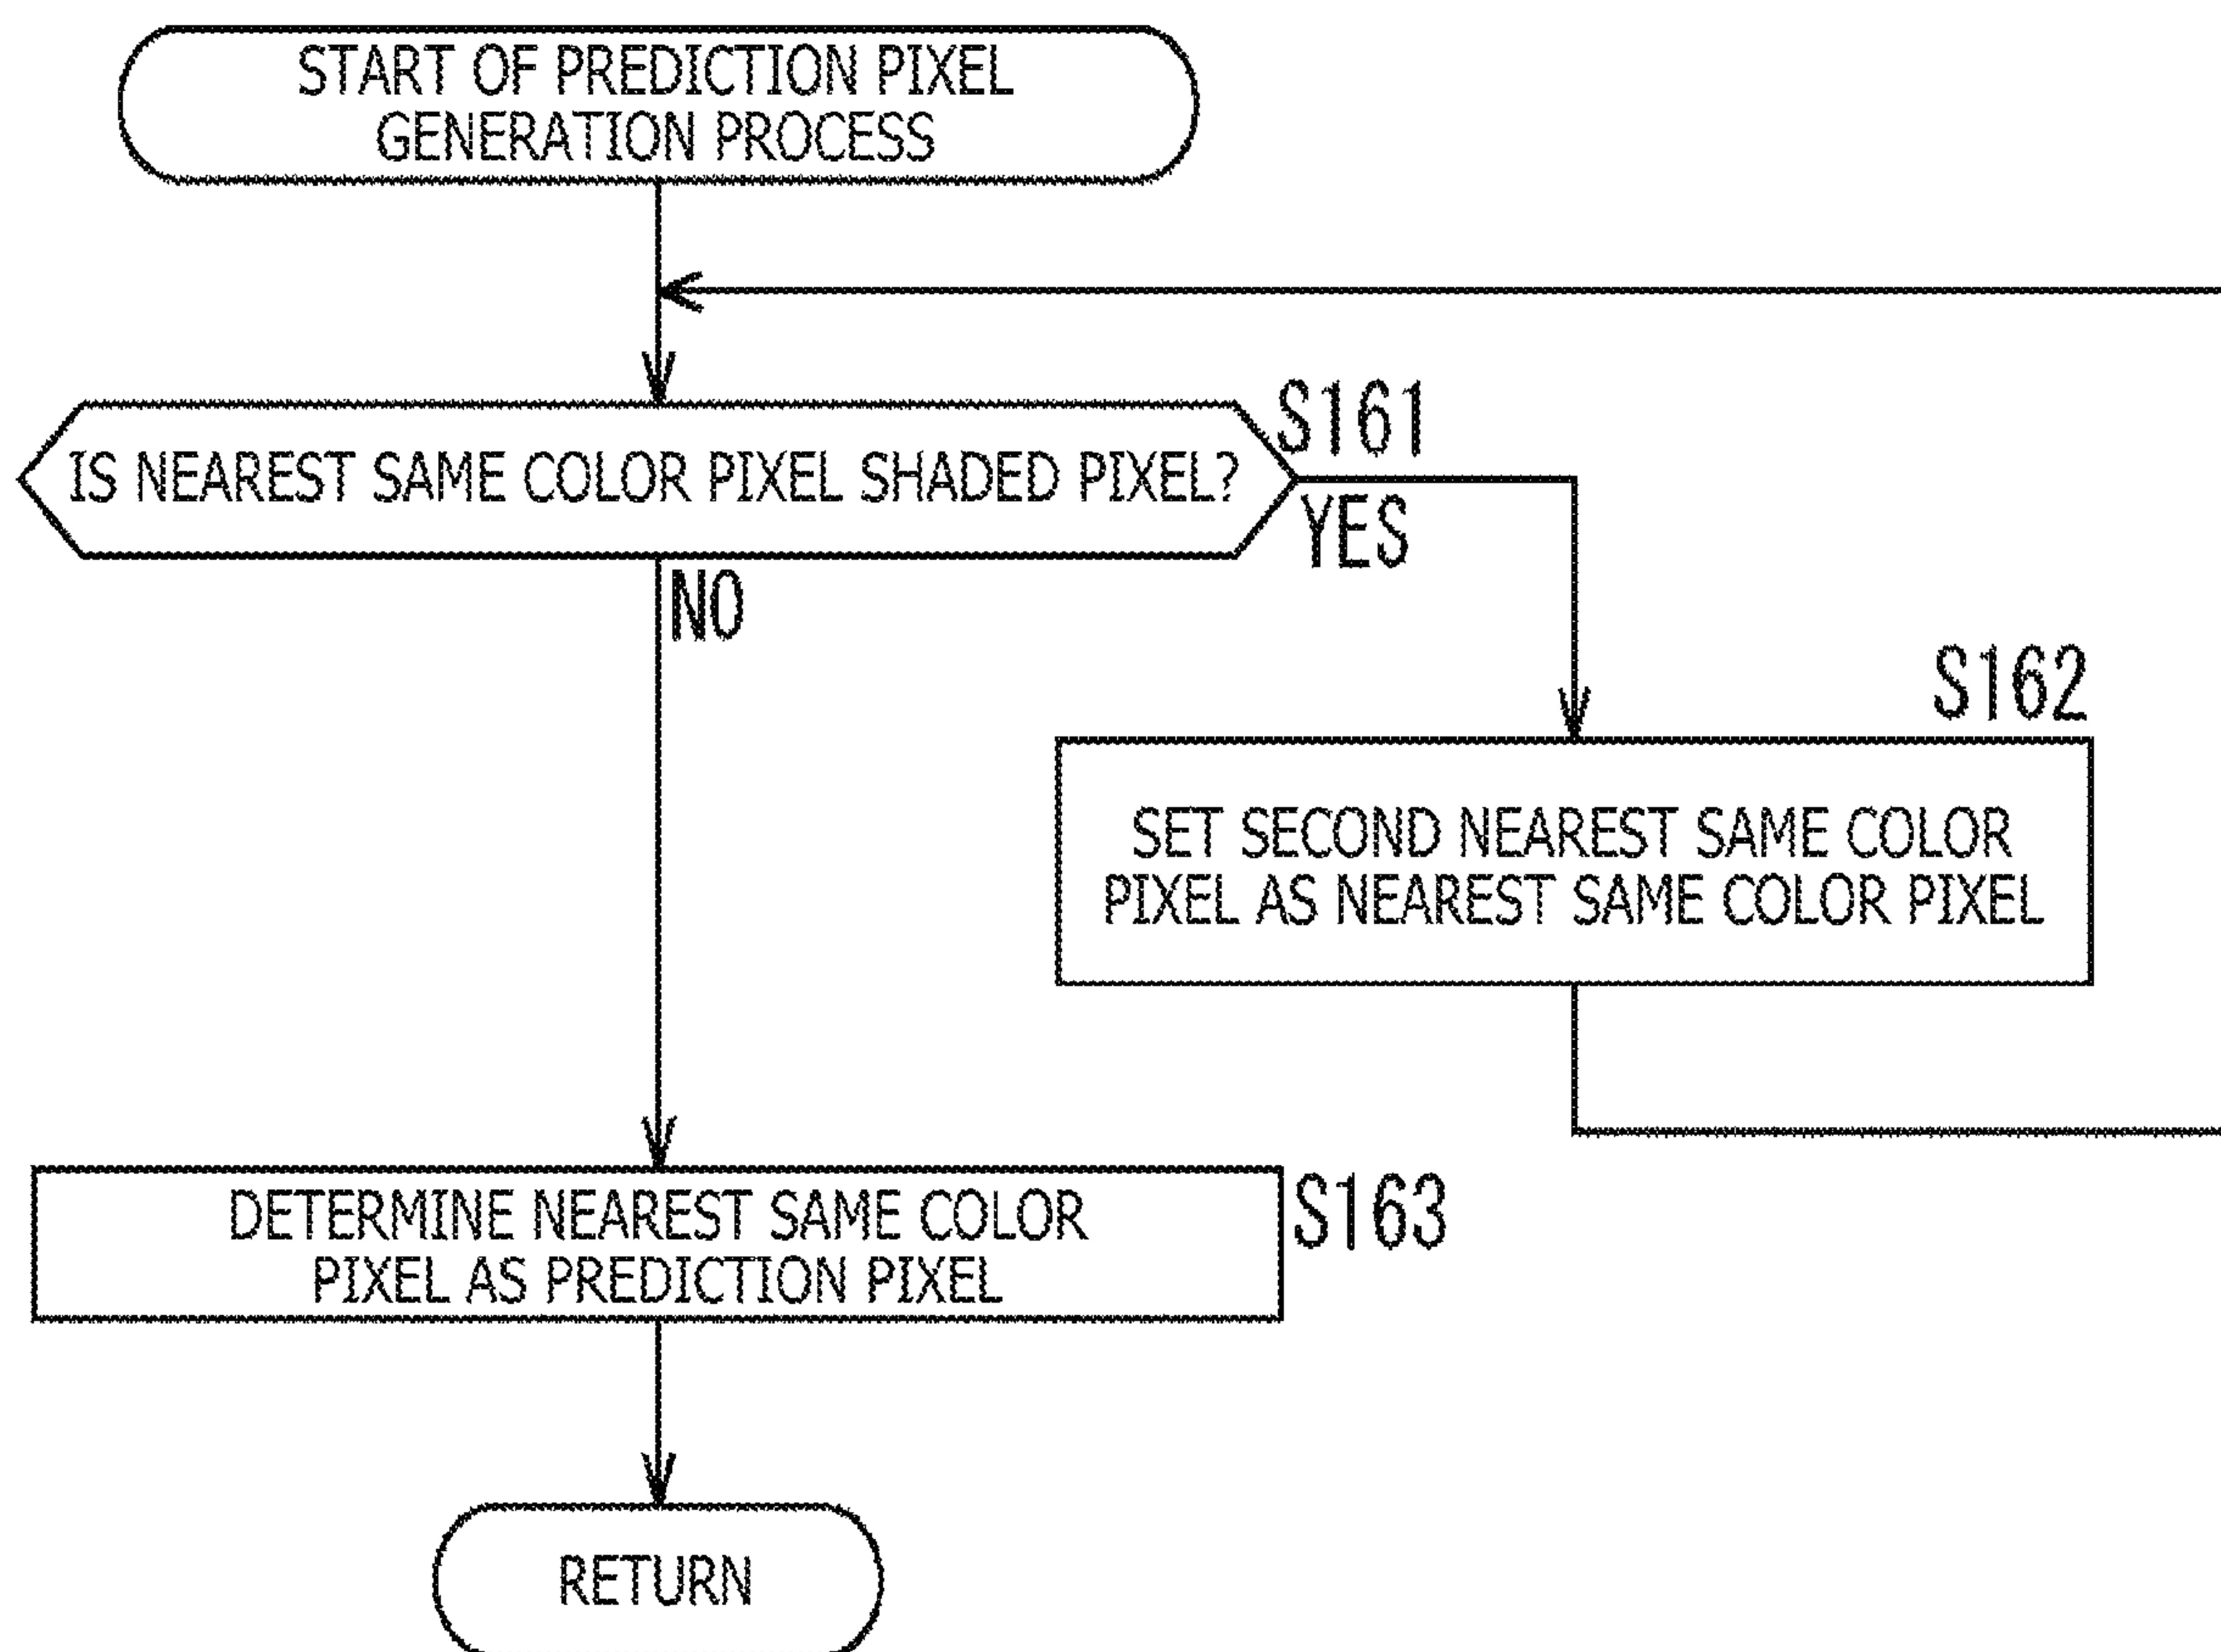 START OF PREDICTION PIXEL
GENERATION PROCESS
S161
IS NEAREST SAME COLOR PIXEL SHADED PIXEL?
YES
NO
S162
SET SECOND NEAREST SAME COLOR
PIXEL AS NEAREST SAME COLOR PIXEL
S163
DETERMINE NEAREST SAME COLOR
PIXEL AS PREDICTION PIXEL
RETURN